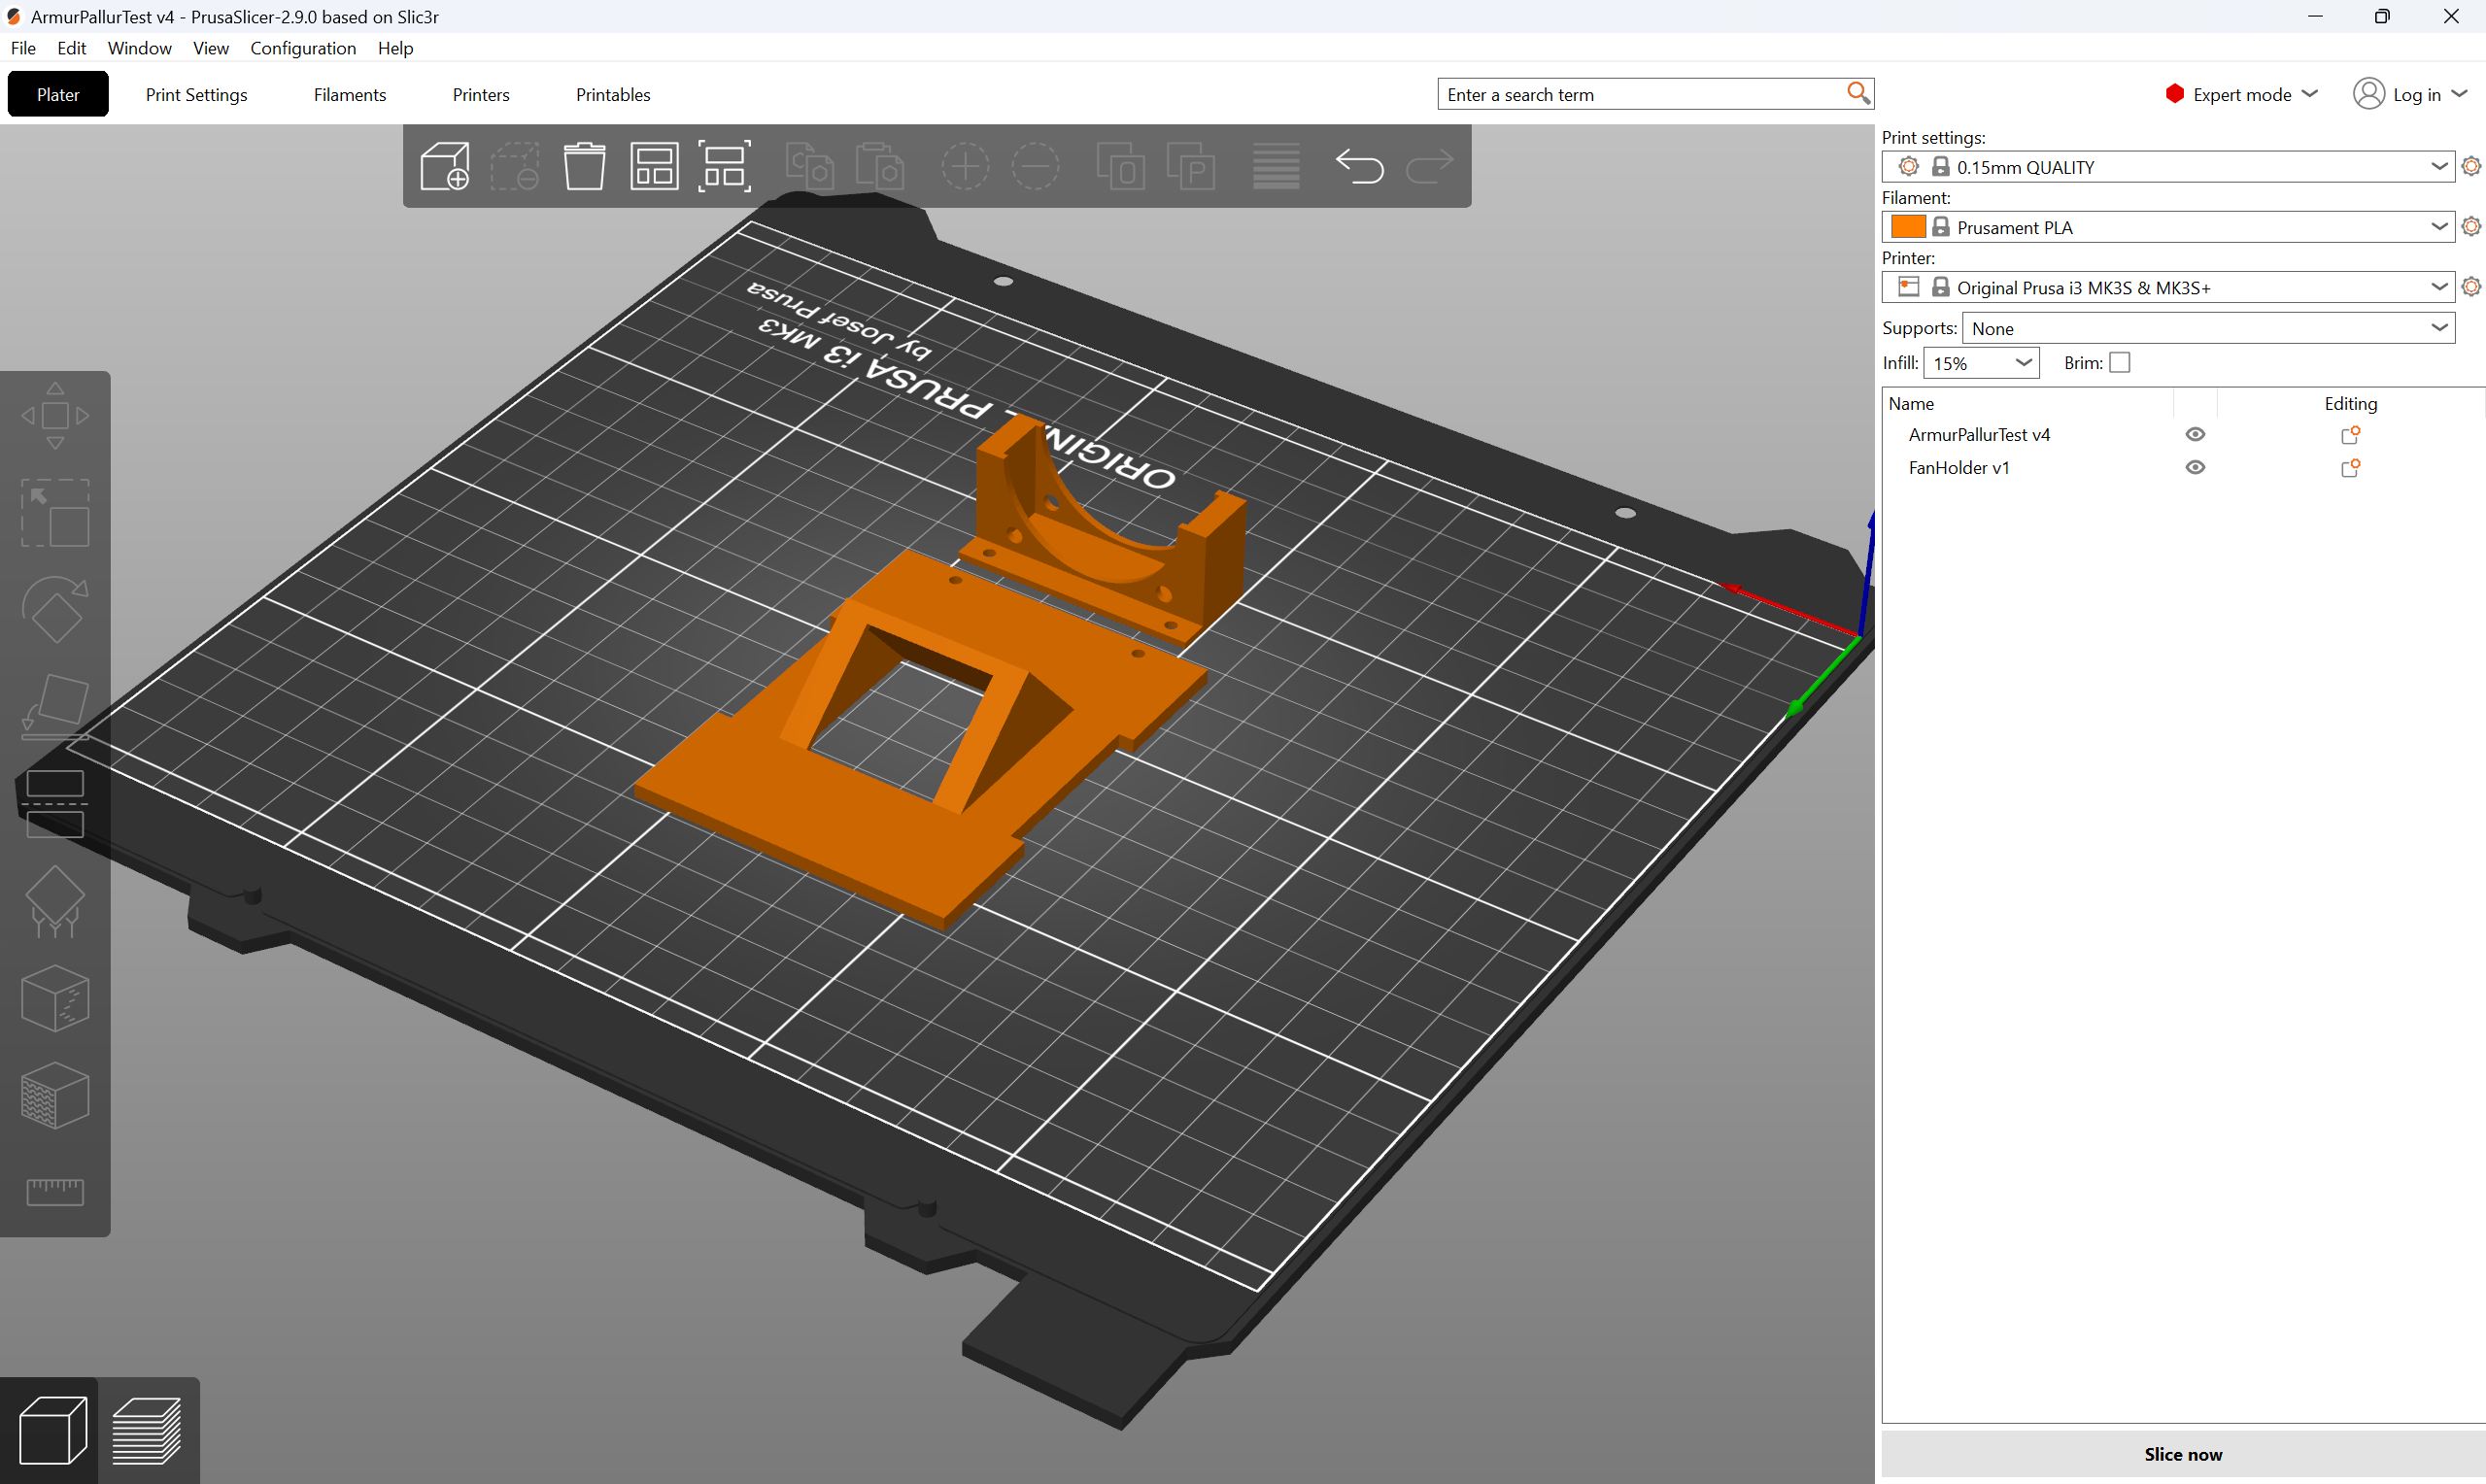 ArmurPallurTest v4 - PrusaSlicer-2.9.0 based on Slic3r
File Edit Window View Configuration Help
Plater Print Settings Filaments Printers Printables Enter a search term Expert mode Log in
Print settings:
0.15mm QUALITY
Filament:
Prusament PLA
Printer:
Original Prusa i3 MK3S & MK3S+
Supports: None
Infill: 15% Brim:
Name Editing
ArmurPallurTest v4
FanHolder v1
ORIGIN L PRUSA i3 MK3
by Josef Prusa
Slice now